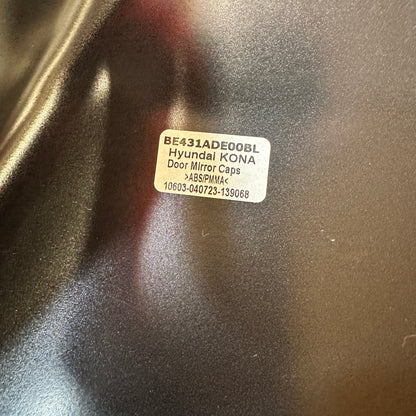 BE431ADE00BL
Hyundai KONA
Door Mirror Caps
>ABS/PMMA<
10603-040723-139068